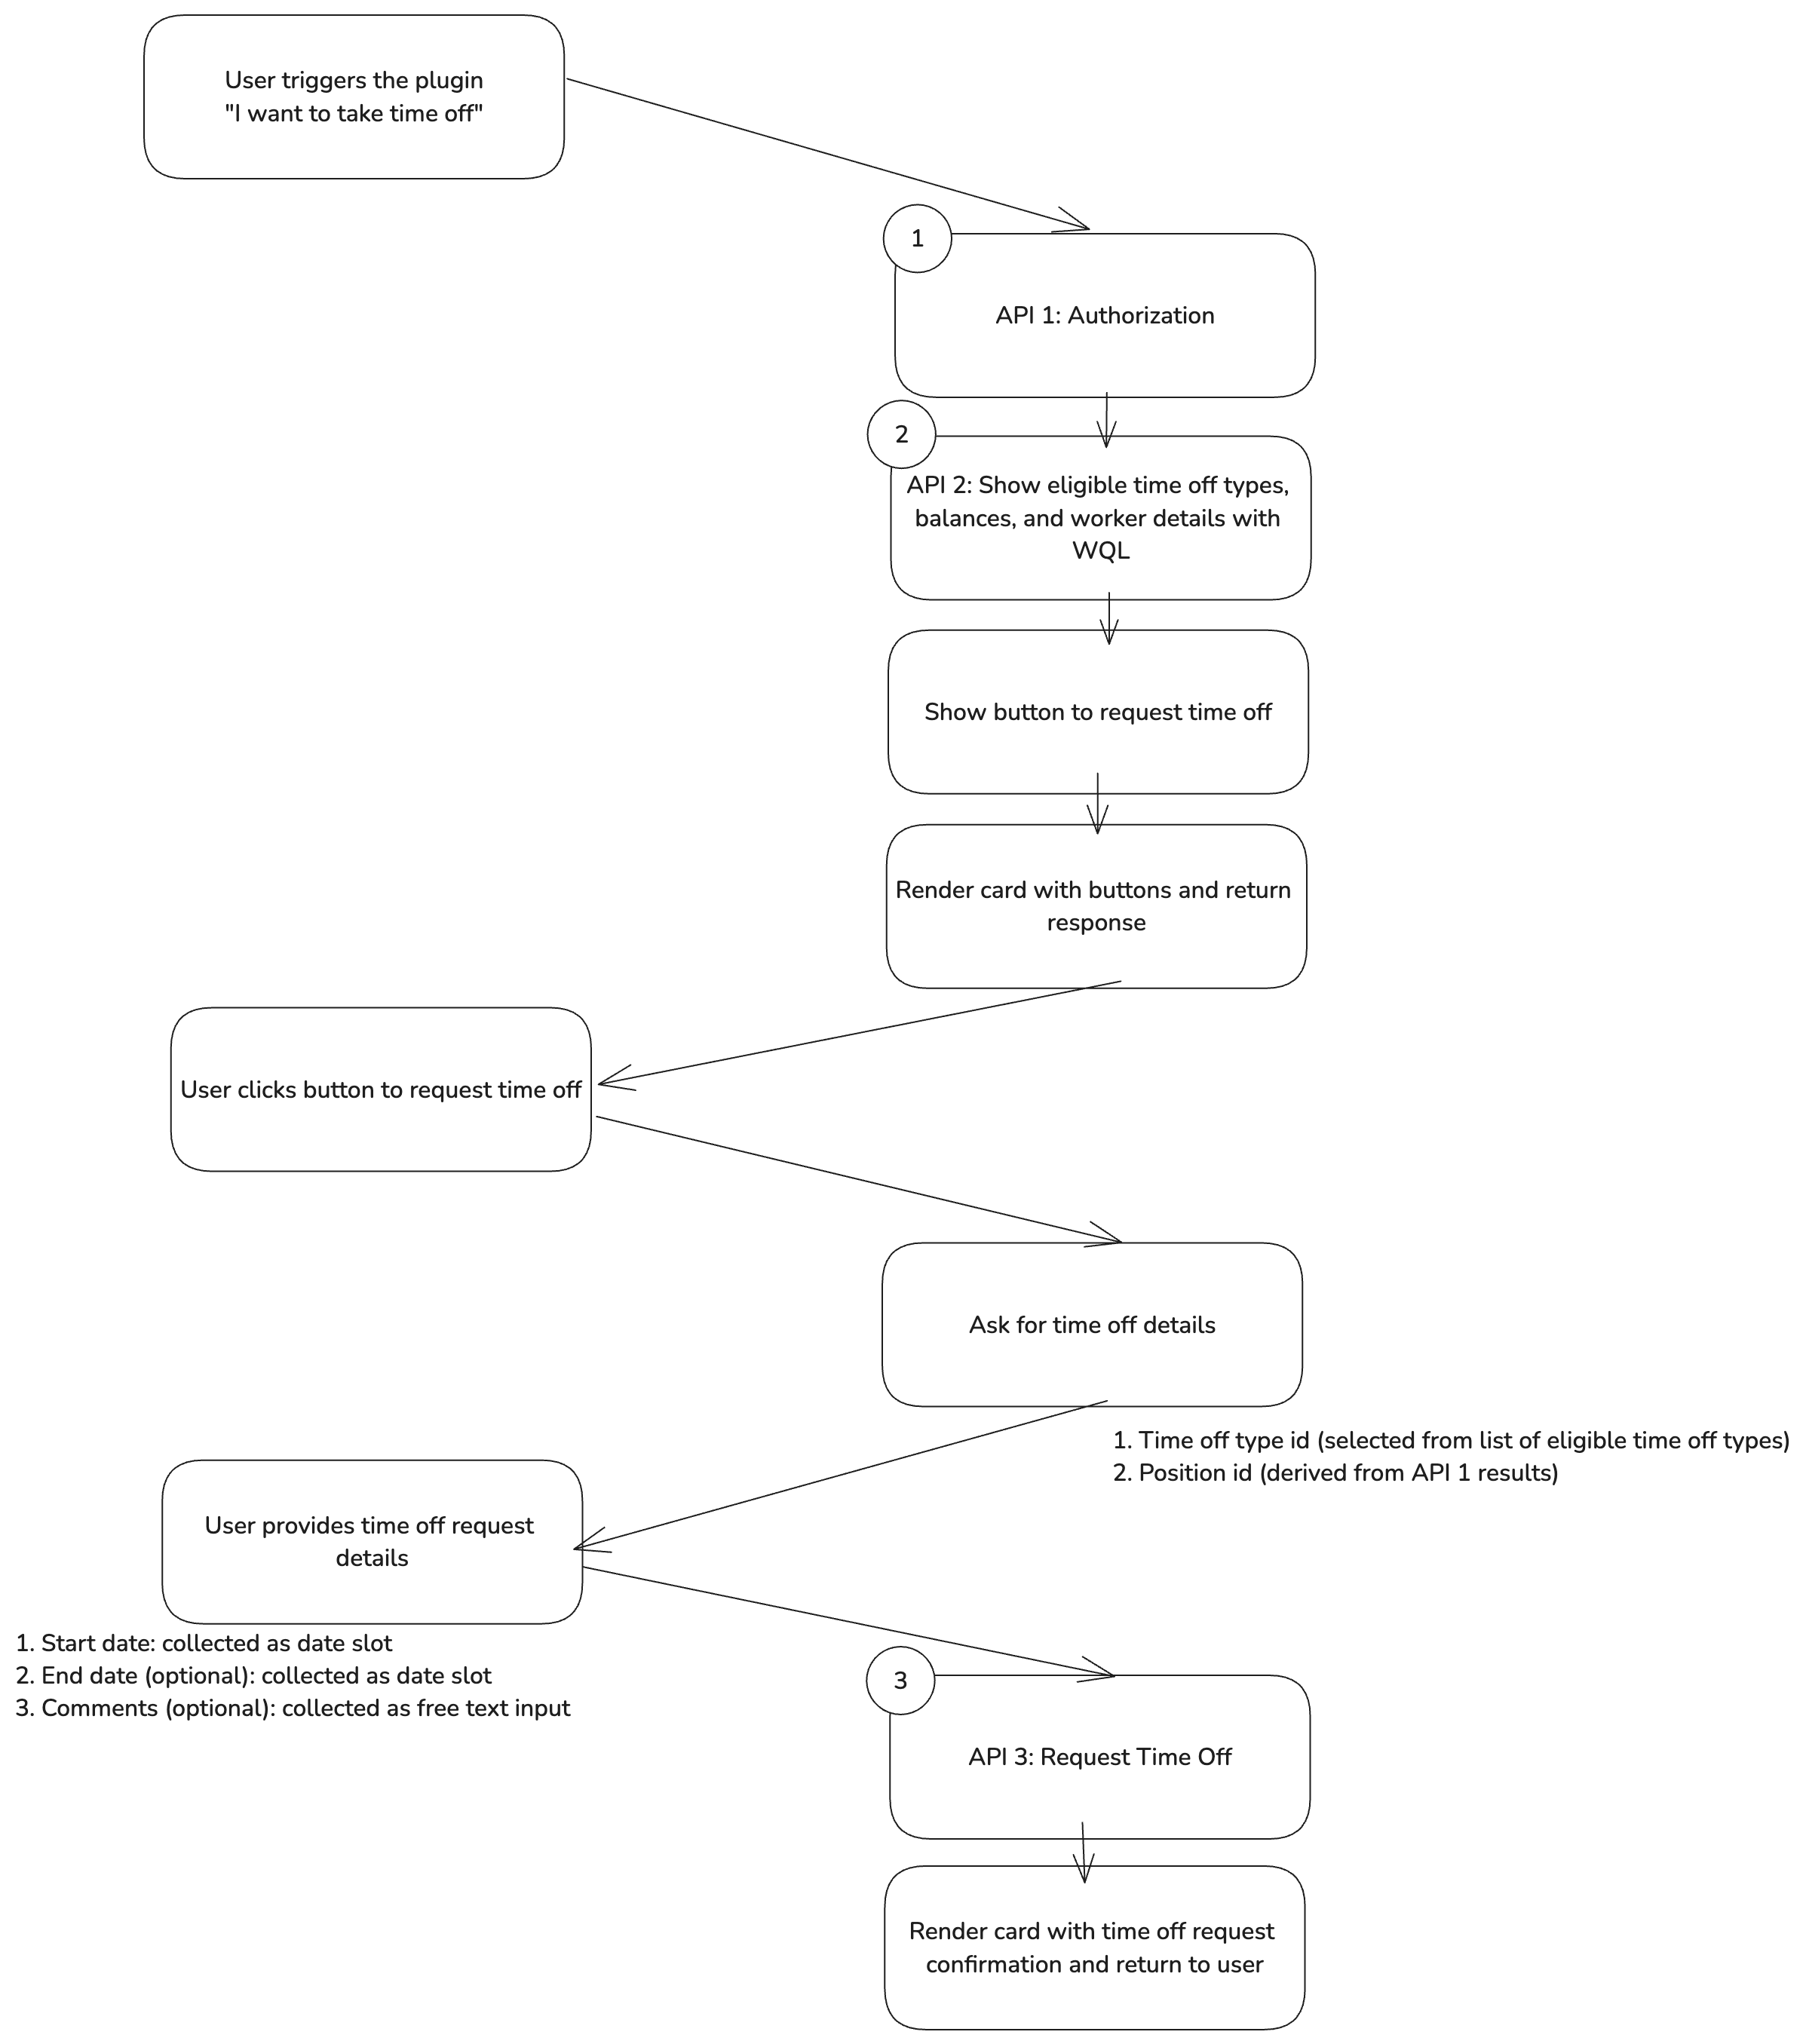 User triggers the plugin
"I want to take time off"
1
API 1: Authorization
2
API 2: Show eligible time off types,
balances, and worker details with
WQL
Show button to request time off
Render card with buttons and return
response
User clicks button to request time off
Ask for time off details
1. Time off type id (selected from list of eligible time off types)
2. Position id (derived from API 1 results)
User provides time off request
details
1. Start date: collected as date slot
2. End date (optional): collected as date slot
3. Comments (optional): collected as free text input
3
API 3: Request Time Off
Render card with time off request
confirmation and return to user